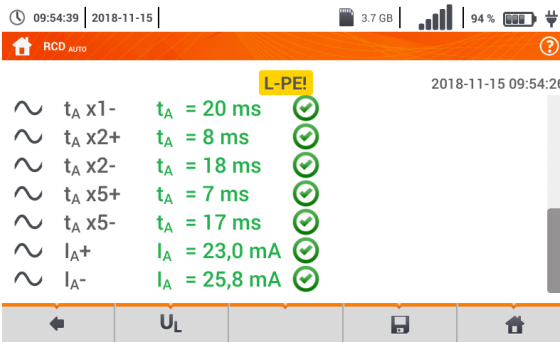 09:54:39 2018-11-15 3.7 GB 94 %
RCD AUTO
L-PE! 2018-11-15 09:54:26
tA x1- tA = 20 ms
tA x2+ tA = 8 ms
tA x2- tA = 18 ms
tA x5+ tA = 7 ms
tA x5- tA = 17 ms
IA+ IA = 23,0 mA
IA- IA = 25,8 mA
UL